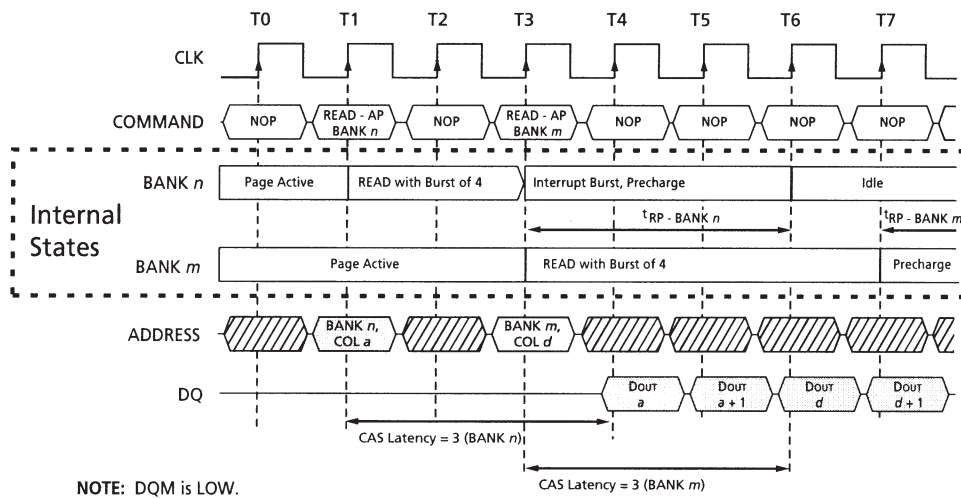 T0 T1 T2 T3 T4 T5 T6 T7
CLK
COMMAND
NOP
READ - AP
BANK n
NOP
READ - AP
BANK m
NOP
NOP
NOP
NOP
Internal
States
BANK n
Page Active
READ with Burst of 4
Interrupt Burst, Precharge
Idle
tRP - BANK n
tRP - BANK m
BANK m
Page Active
READ with Burst of 4
Precharge
ADDRESS
BANK n,
COL a
BANK m,
COL d
DQ
DOUT
a
DOUT
a + 1
DOUT
d
DOUT
d + 1
CAS Latency = 3 (BANK n)
CAS Latency = 3 (BANK m)
NOTE: DQM is LOW.